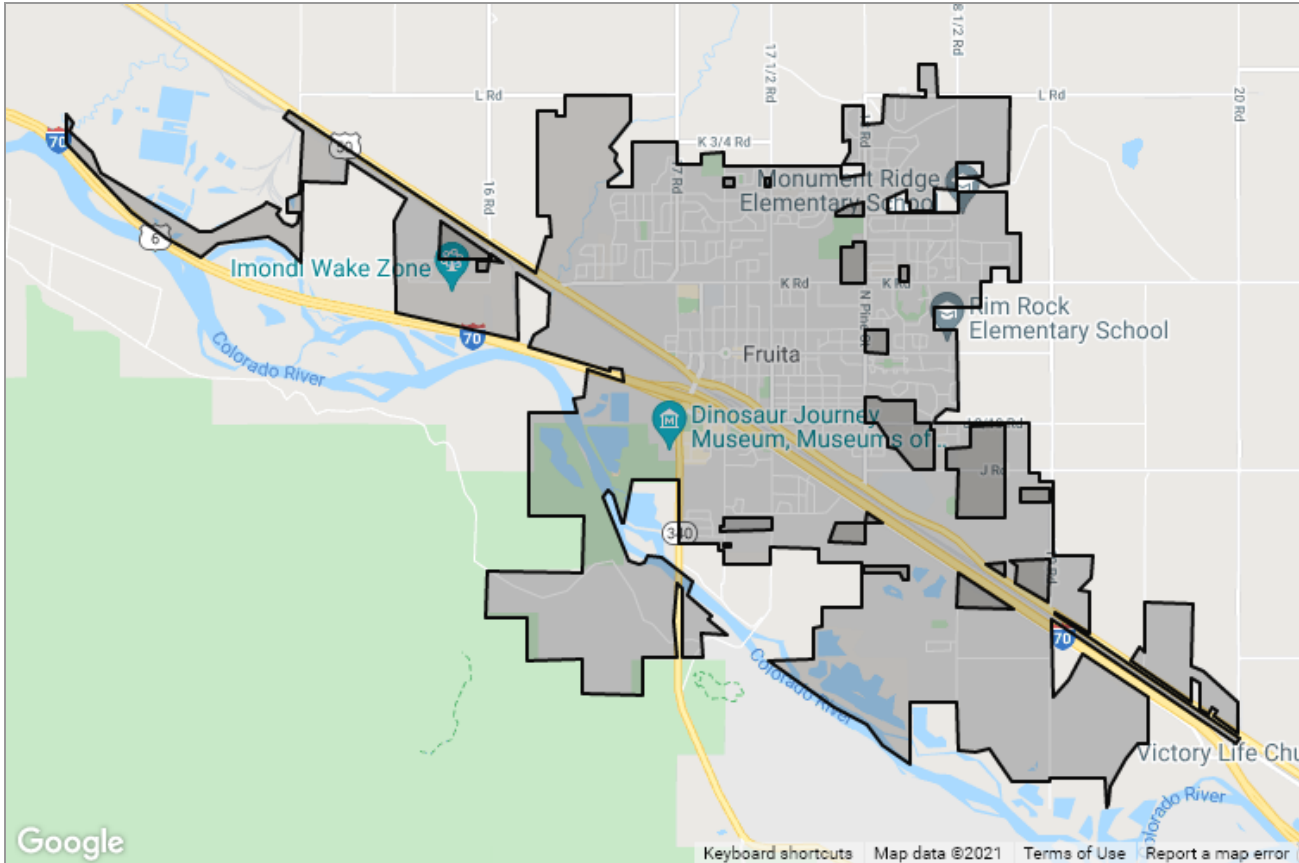 8 1/2 Rd
17 1/2 Rd
L Rd
L Rd
20 Rd
70
50
K 3/4 Rd
16 Rd
17 Rd
Monument Ridge
Elementary School
6
Imondi Wake Zone
K Rd
K Rd
N Pine St
70
Rim Rock
Elementary School
Colorado River
Fruita
Dinosaur Journey
Museum, Museums of ...
J Rd
340
70
Colorado River
Victory Life Chu
Colorado River
Google
Keyboard shortcuts
Map data ©2021
Terms of Use
Report a map error